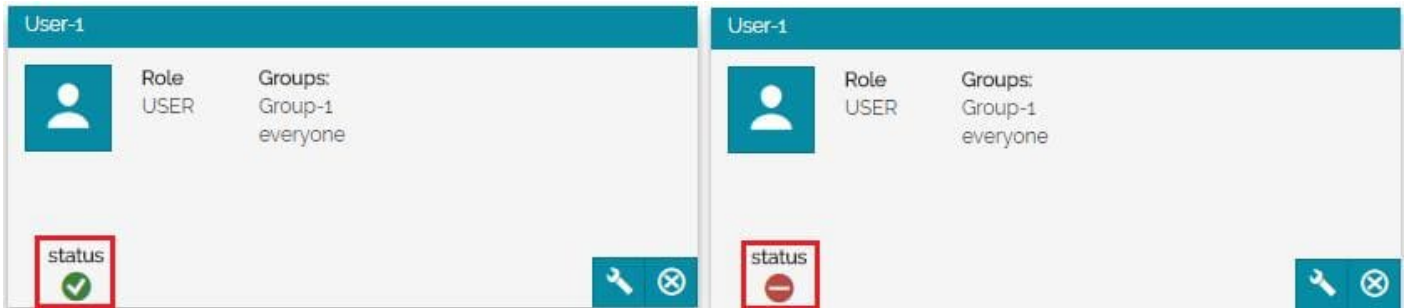 User-1
Role
Groups:
USER
Group-1
everyone
status
User-1
Role
Groups:
USER
Group-1
everyone
status